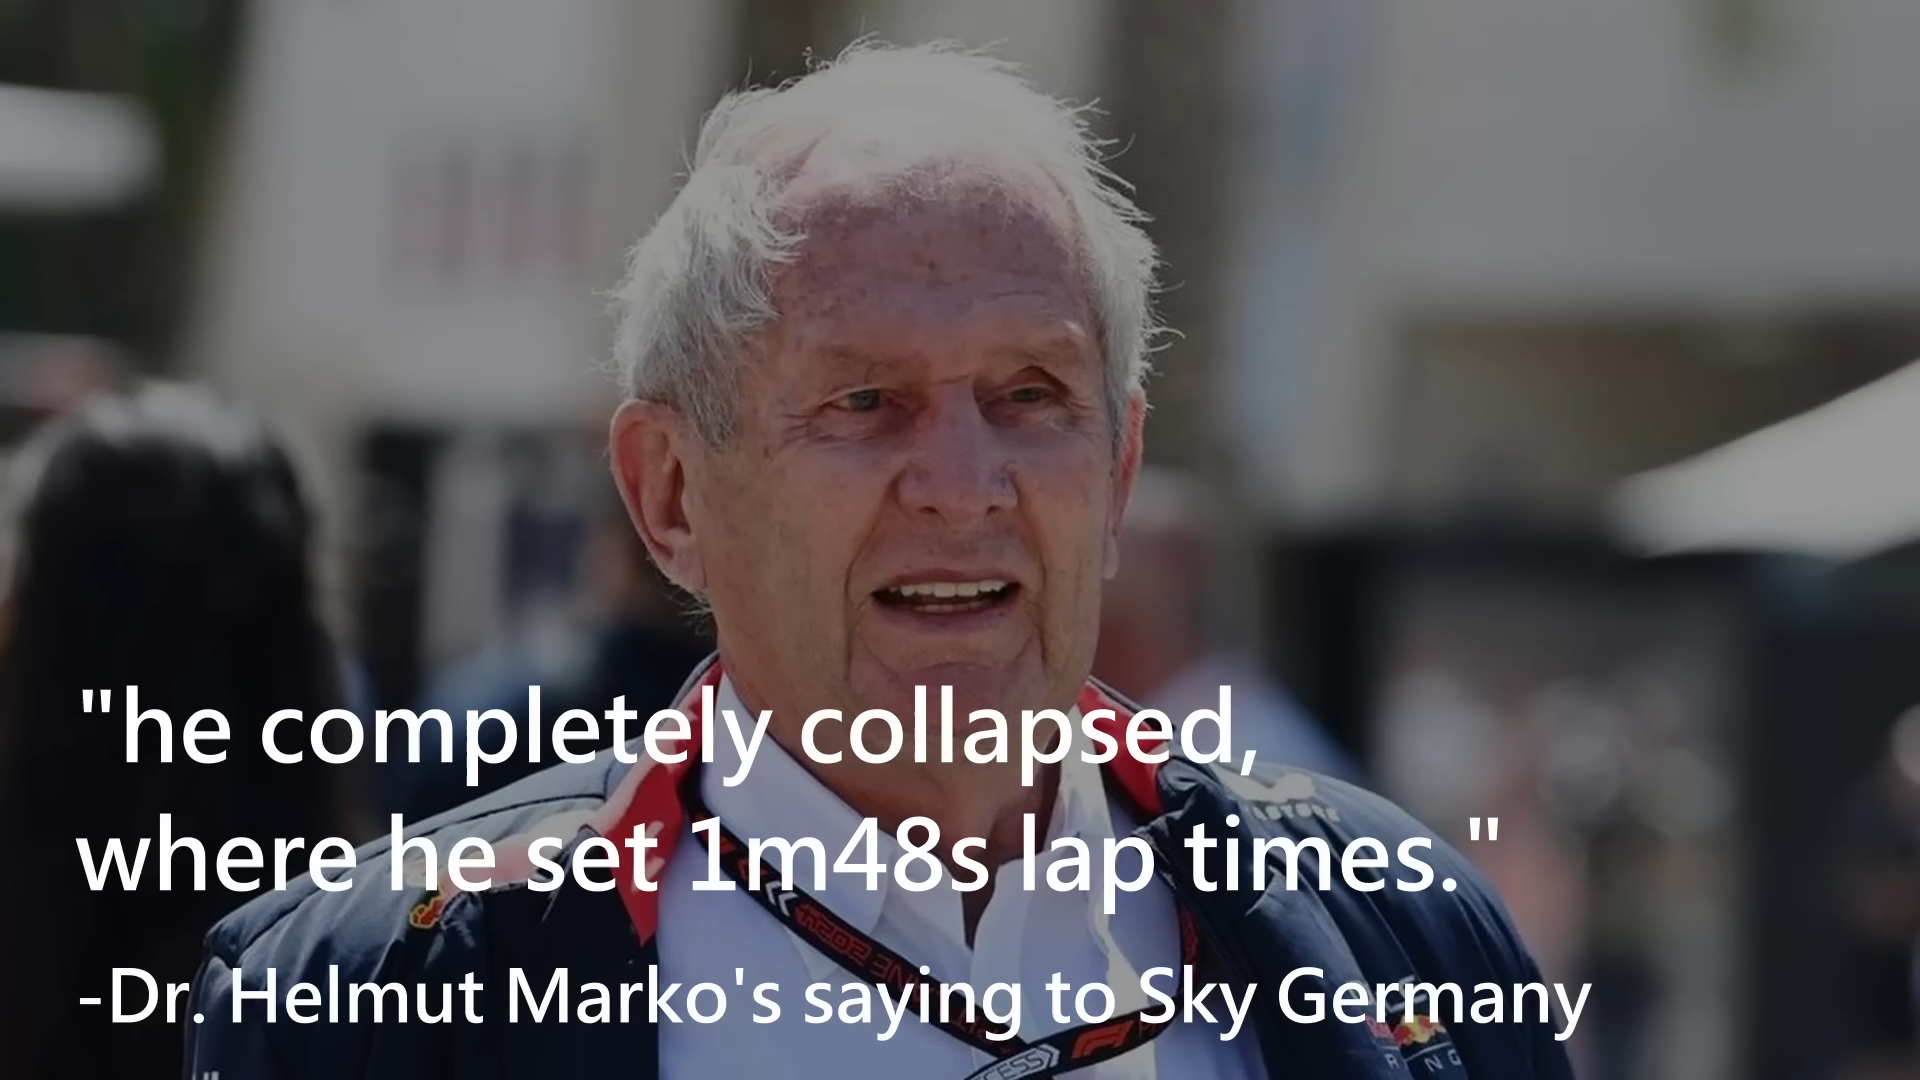 "he completely collapsed,
where he set 1m48s lap times."
-Dr. Helmut Marko's saying to Sky Germany